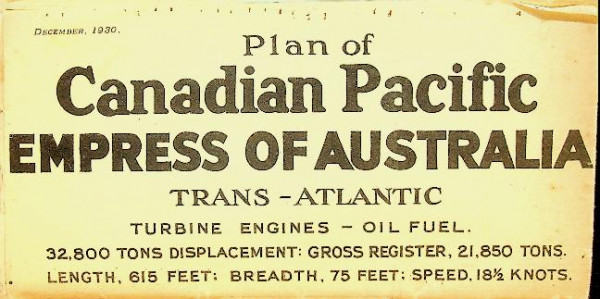 DECEMBER, 1930.
Plan of
Canadian Pacific
EMPRESS OF AUSTRALIA
TRANS-ATLANTIC
TURBINE ENGINES - OIL FUEL.
32,800 TONS DISPLACEMENT: GROSS REGISTER, 21,850 TONS.
LENGTH, 615 FEET: BREADTH, 75 FEET: SPEED, 18½ KNOTS.